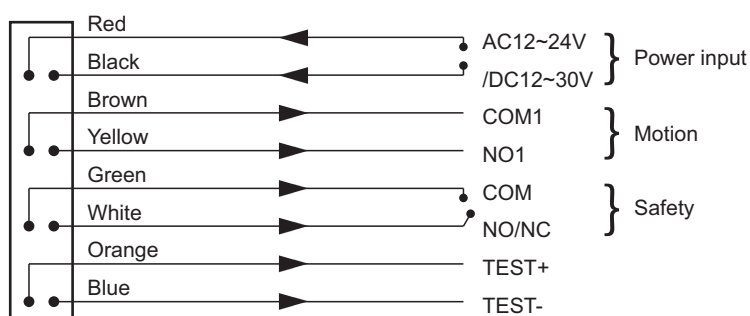 Red
AC12~24V
Black
/DC12~30V
Power input
Brown
COM1
Yellow
NO1
Motion
Green
COM
White
NO/NC
Safety
Orange
TEST+
Blue
TEST-